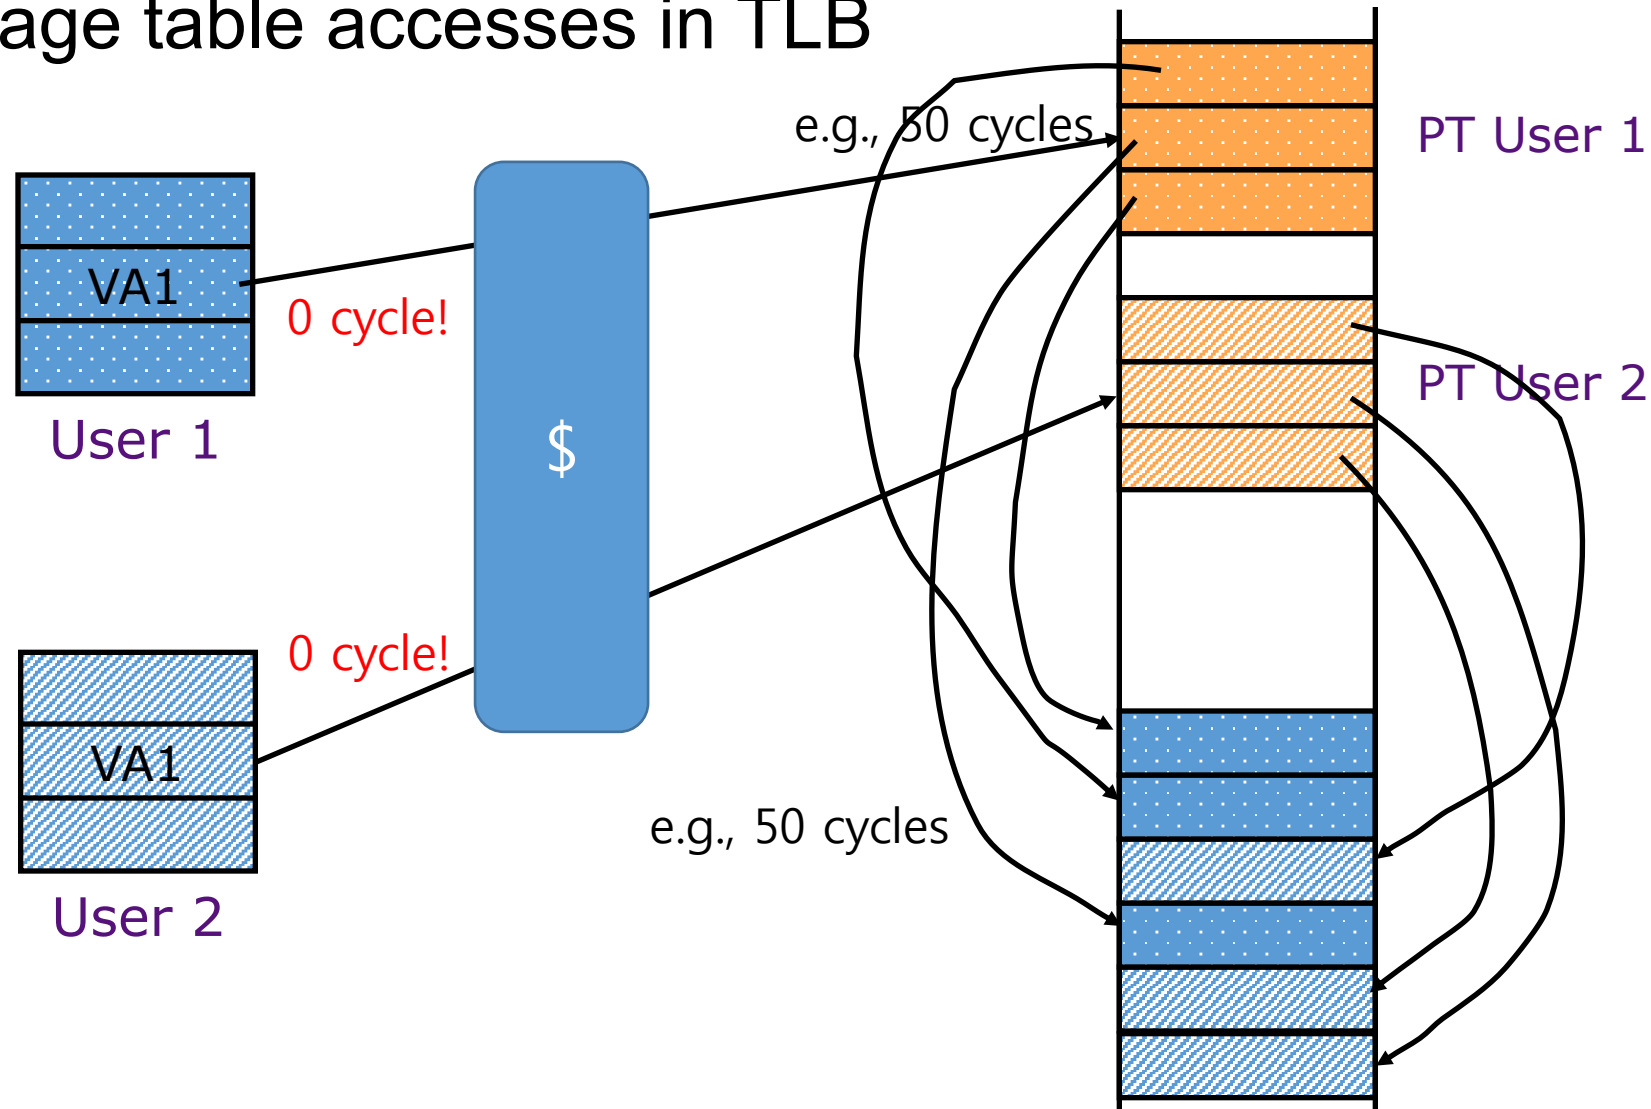 age table accesses in TLB
e.g., 50 cycles
PT User 1
VA1
0 cycle!
PT User 2
User 1
$
0 cycle!
VA1
e.g., 50 cycles
User 2